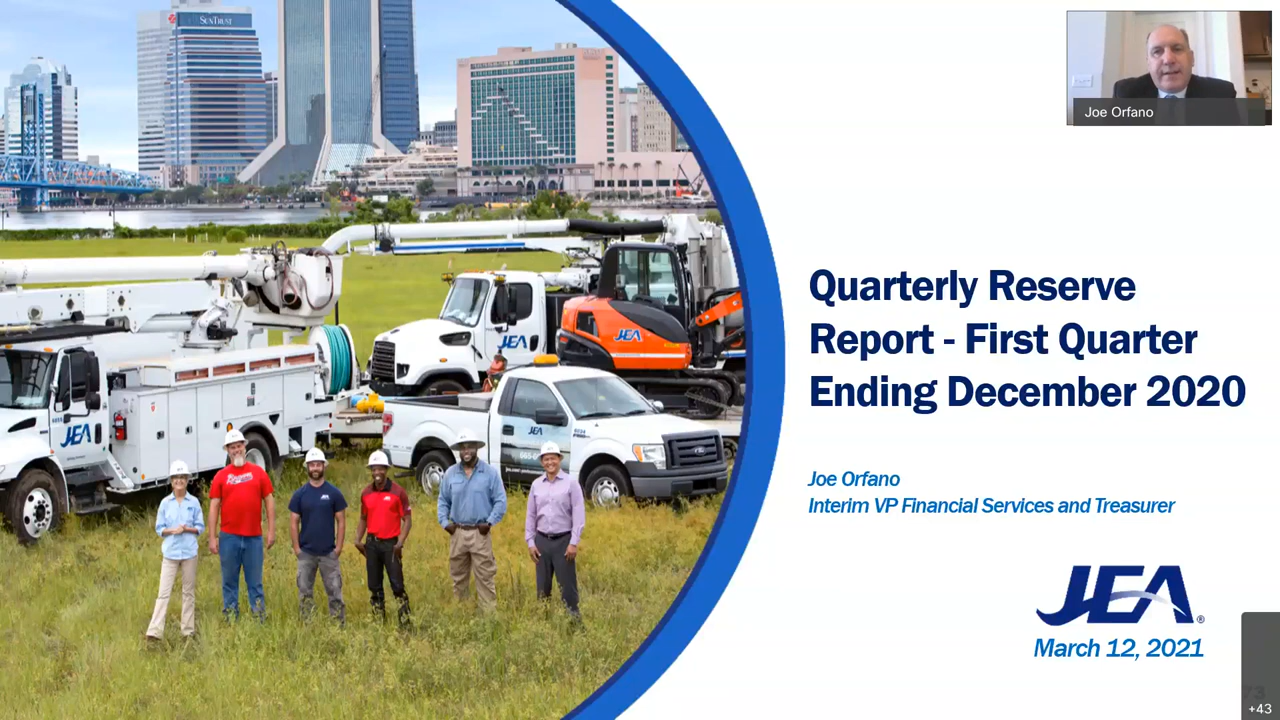 SUNTRUST
Joe Orfano
Quarterly Reserve
Report - First Quarter
Ending December 2020
Joe Orfano
Interim VP Financial Services and Treasurer
JEA®
March 12, 2021
+43
JEA
JEA
JEA
JEA